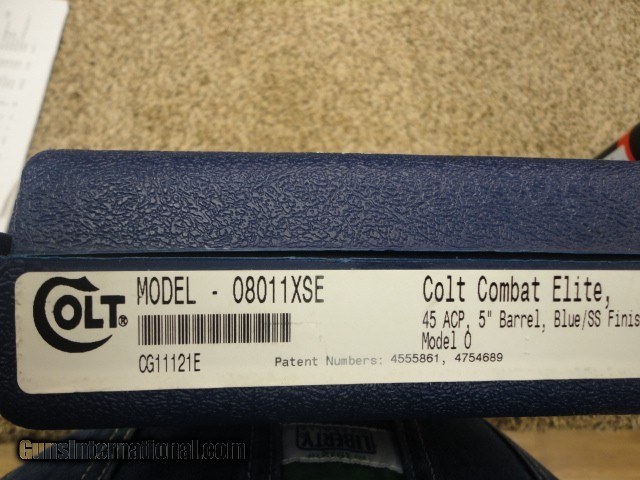 COLT®
MODEL - 08011XSE
CG11121E
Colt Combat Elite,
45 ACP, 5" Barrel, Blue/SS Finis
Model O
Patent Numbers: 4555861, 4754689
LIBERTY
GunsInternational.com